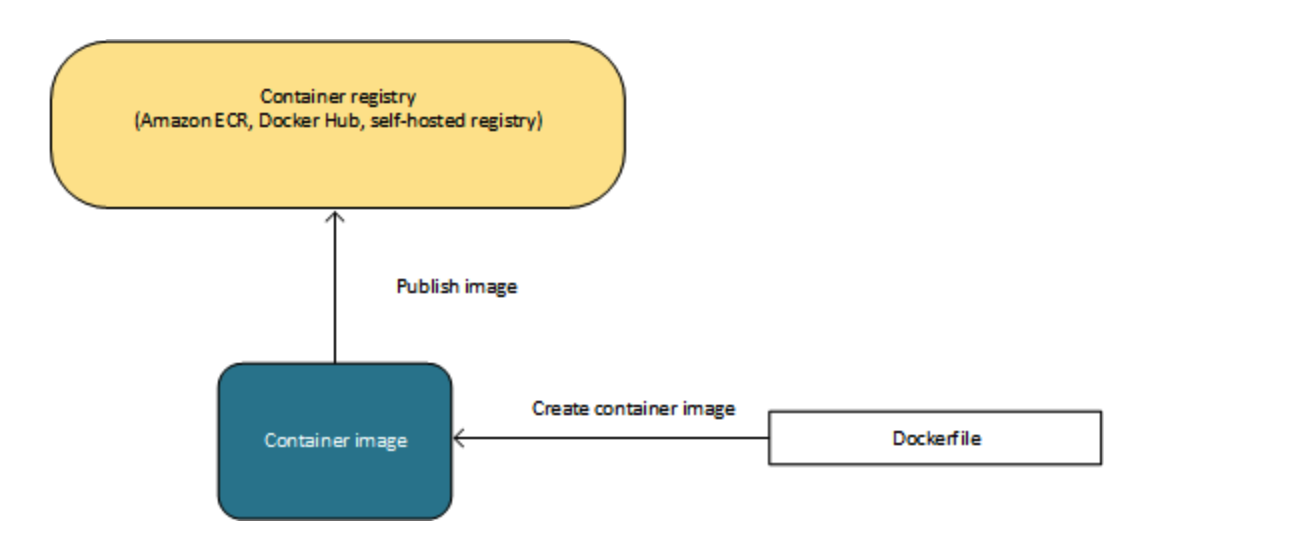 Container registry
(Amazon ECR, Docker Hub, self-hosted registry)
Publish image
Create container image
Container image
Dockerfile